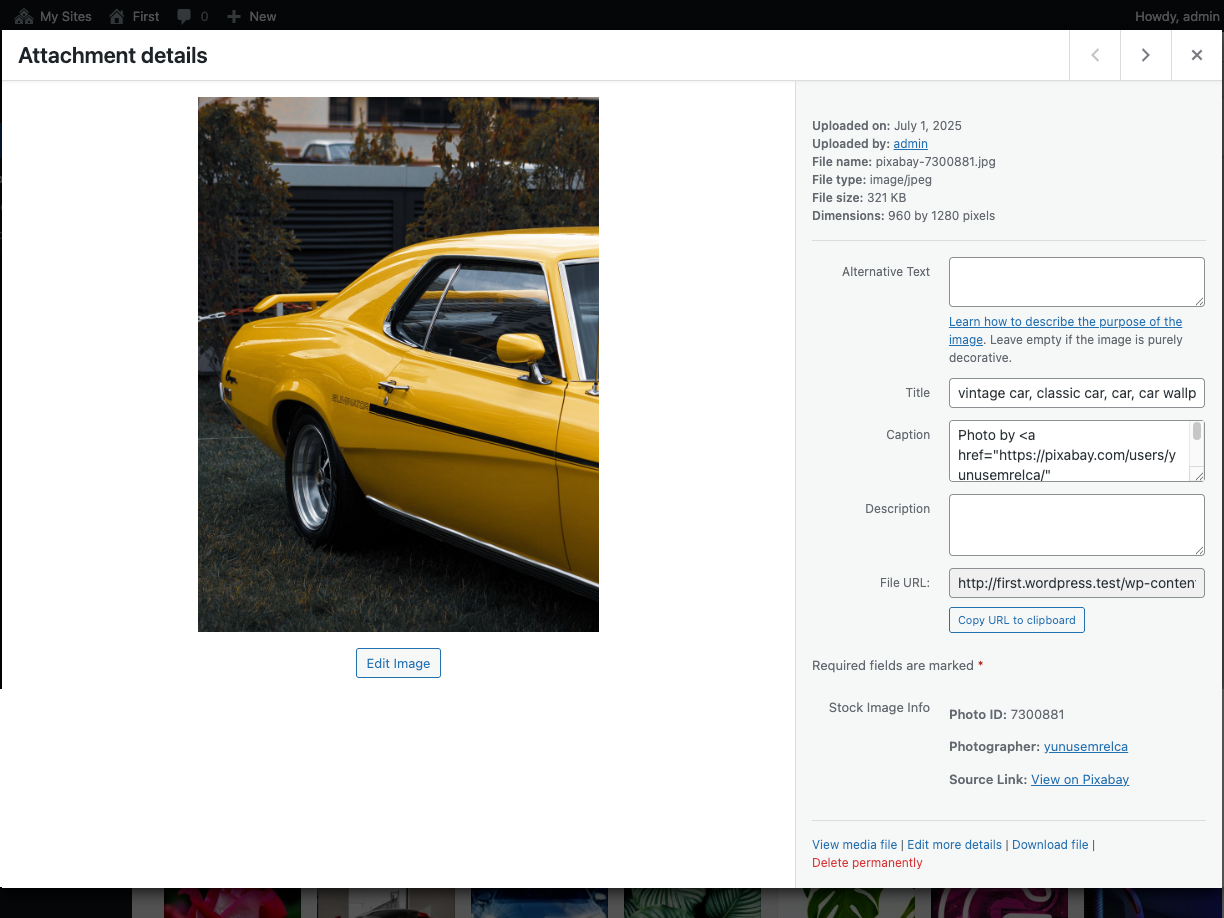 My Sites First 0 New Howdy, admin
Attachment details
Uploaded on: July 1, 2025
Uploaded by: admin
File name: pixabay-7300881.jpg
File type: image/jpeg
File size: 321 KB
Dimensions: 960 by 1280 pixels
Alternative Text
Learn how to describe the purpose of the
image. Leave empty if the image is purely
decorative.
Title vintage car, classic car, car, car wallp
Caption Photo by <a
href="https://pixabay.com/users/y
unusemrelca/"
Description
File URL: http://first.wordpress.test/wp-conten
Copy URL to clipboard
ELIMINATOR
Edit Image
Required fields are marked *
Stock Image Info Photo ID: 7300881
Photographer: yunusemrelca
Source Link: View on Pixabay
View media file | Edit more details | Download file |
Delete permanently